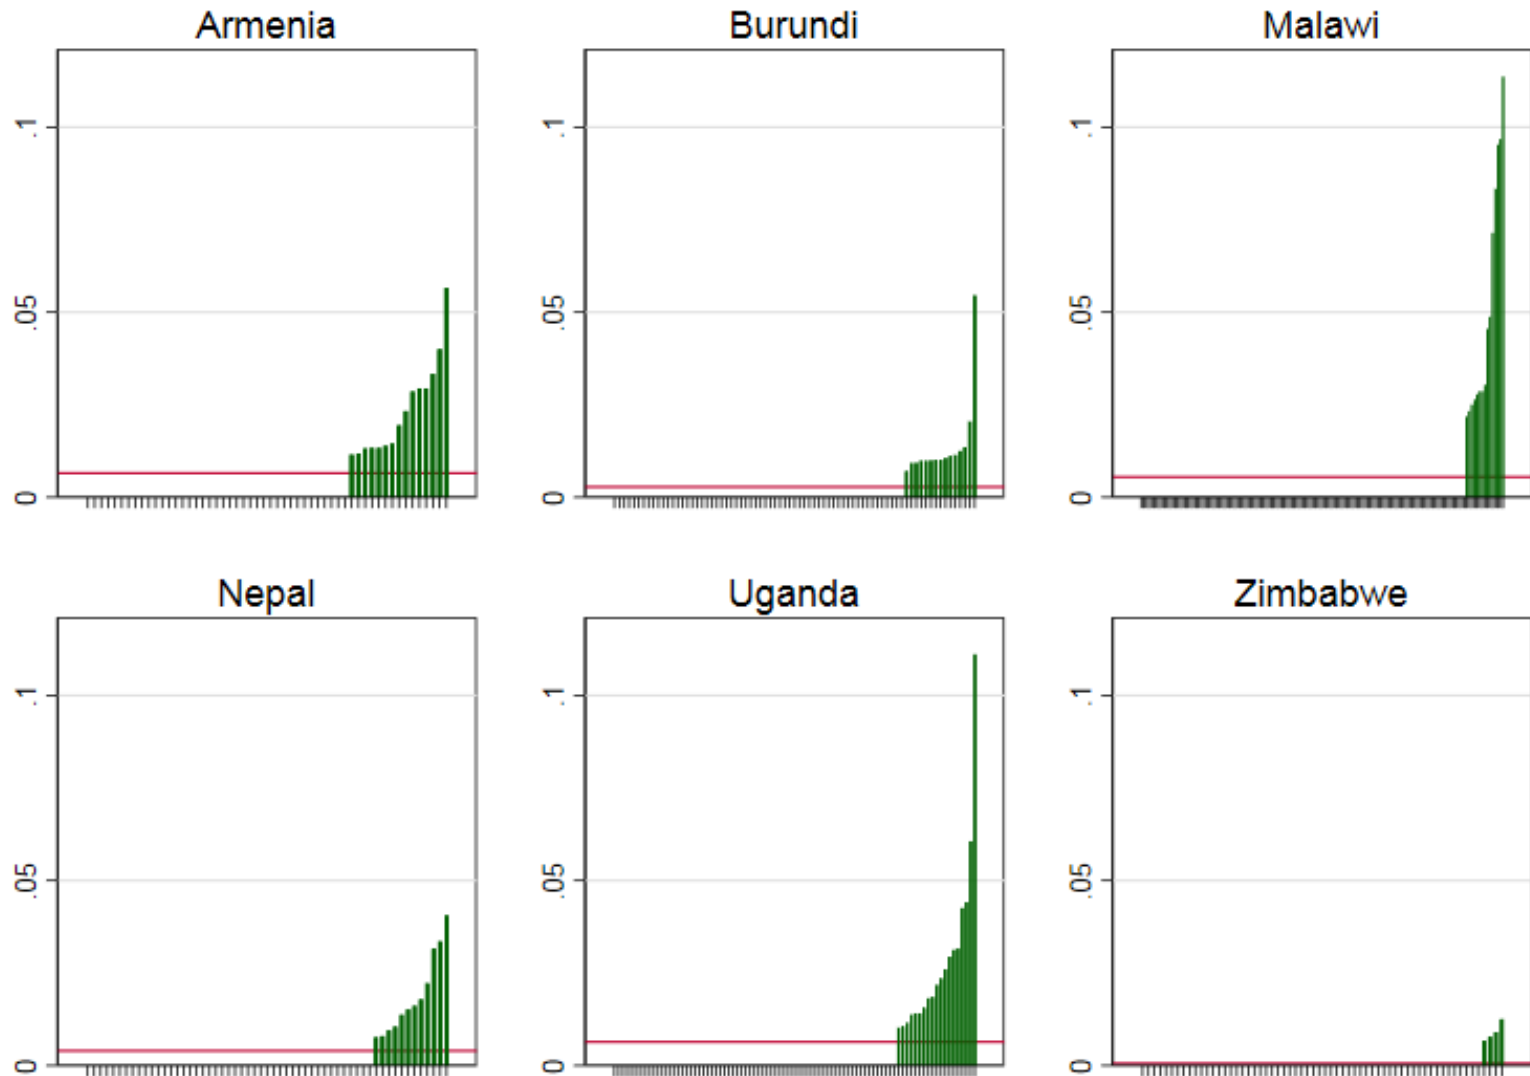 Armenia Burundi Malawi
.1 .1 .1
.05 .05 .05
0 0 0
Nepal Uganda Zimbabwe
.1 .1 .1
.05 .05 .05
0 0 0